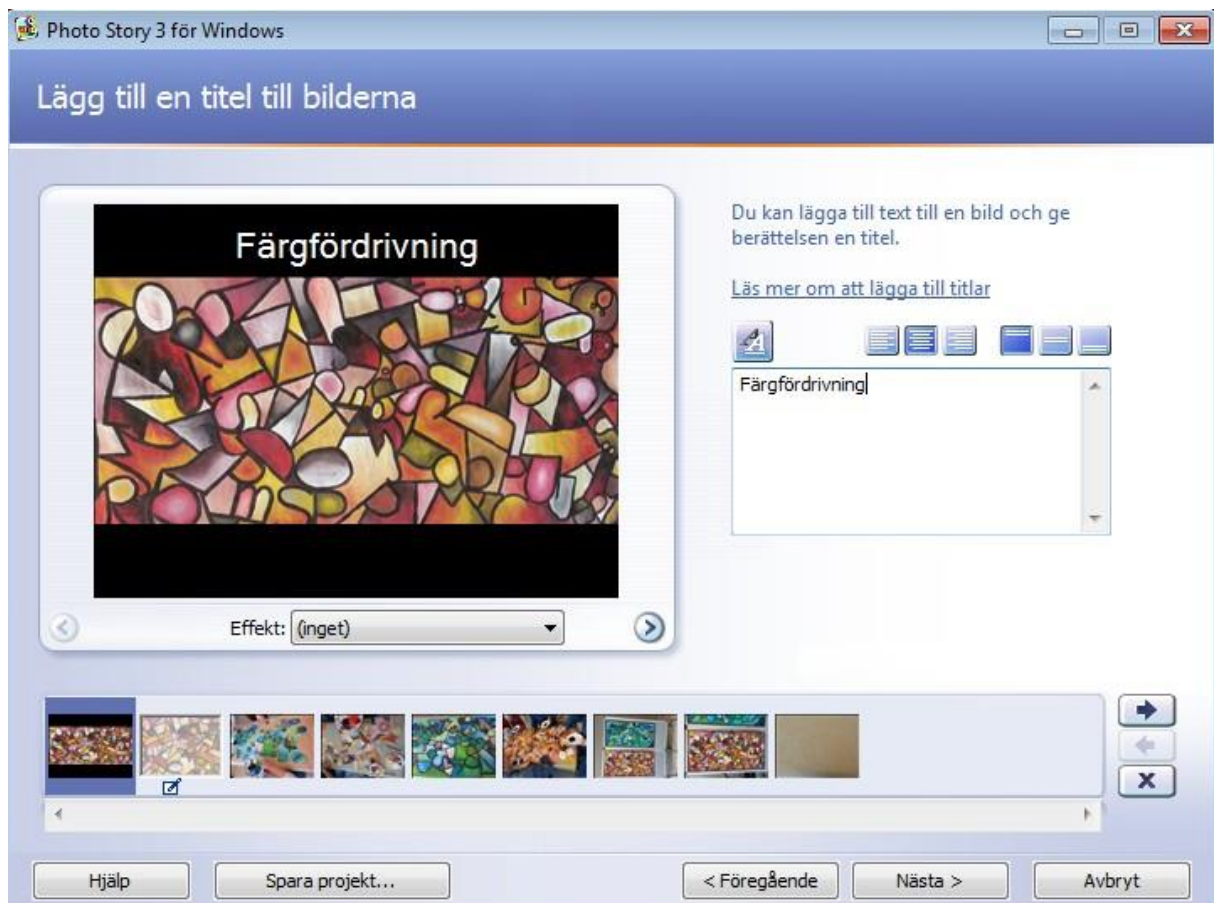 Photo Story 3 för Windows
Lägg till en titel till bilderna
Färgfördrivning
Du kan lägga till text till en bild och ge
berättelsen en titel.
Läs mer om att lägga till titlar
Färgfördrivning
Effekt: (inget)
Hjälp
Spara projekt...
< Föregående
Nästa >
Avbryt